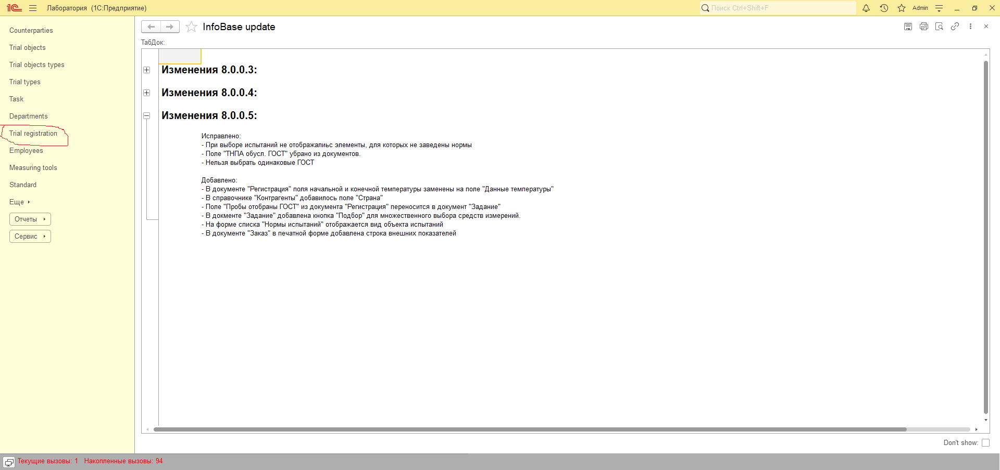 1С Лаборатория (1С:Предприятие)
Поиск Ctrl+Shift+F
Admin
Counterparties
Trial objects
Trial objects types
Trial types
Task
Departments
Trial registration
Employees
Measuring tools
Standard
Еще
Отчеты
Сервис
InfoBase update
ТабДок:
Изменения 8.0.0.3:
Изменения 8.0.0.4:
Изменения 8.0.0.5:
Исправлено:
- При выборе испытаний не отображалиьс элементы, для которых не заведены нормы
- Поле "ТНПА обусл. ГОСТ" убрано из документов.
- Нельзя выбрать одинаковые ГОСТ
Добавлено:
- В документе "Регистрация" поля начальной и конечной температуры заменены на поле "Данные температуры"
- В справочнике "Контрагенты" добавилось поле "Страна"
- Поле "Пробы отобраны ГОСТ" из документа "Регистрация" переносится в документ "Задание"
- В докменте "Задание" добавлена кнопка "Подбор" для множественного выбора средств измерений.
- На форме списка "Нормы испытаний" отображается вид объекта испытаний
- В документе "Заказ" в печатной форме добавлена строка внешних показателей
Don't show:
Текущие вызовы: 1 Накопленные вызовы: 94